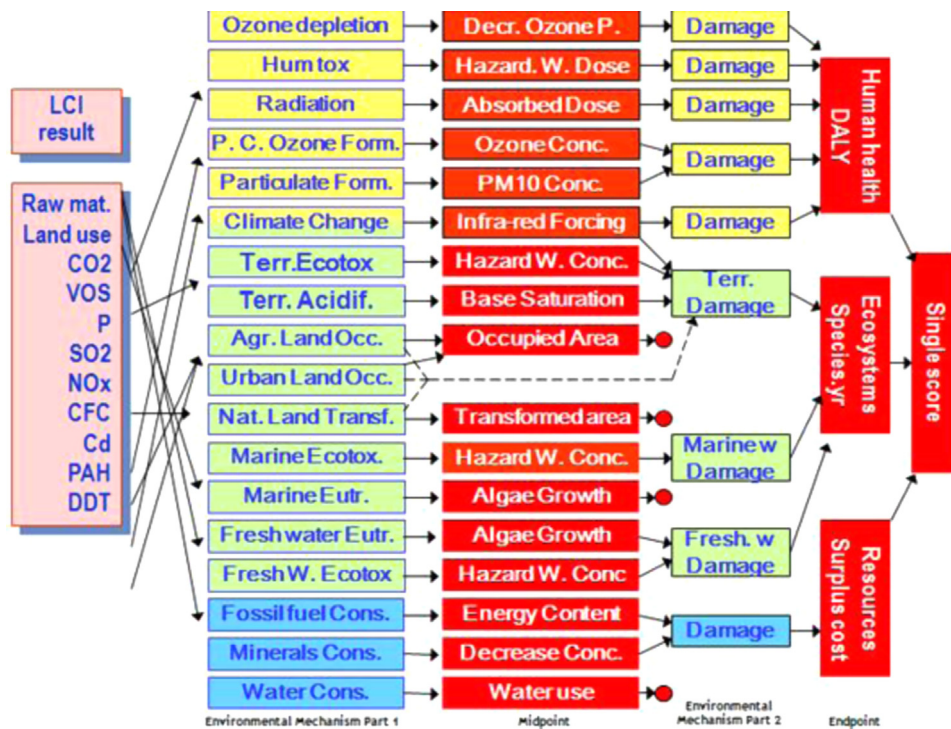 LCI
result
Raw mat.
Land use
CO2
VOS
P
SO2
NOx
CFC
Cd
PAH
DDT
Ozone depletion
Hum tox
Radiation
P. C. Ozone Form.
Particulate Form.
Climate Change
Terr.Ecotox
Terr. Acidif.
Agr. Land Occ.
Urban Land Occ.
Nat. Land Transf.
Marine Ecotox.
Marine Eutr.
Freshwater Eutr.
Fresh W. Ecotox
Fossil fuel Cons.
Minerals Cons.
Water Cons.
Environmental Mechanism Part 1
Decr. Ozone P.
Hazard. W. Dose
Absorbed Dose
Ozone Conc.
PM10 Conc.
Infra-red Forcing
Hazard W. Conc.
Base Saturation
Occupied Area
Transformed area
Hazard W. Conc.
Algae Growth
Algae Growth
Hazard W. Conc
Energy Content
Decrease Conc.
Water use
Midpoint
Damage
Damage
Damage
Damage
Damage
Terr.
Damage
Marine w
Damage
Fresh. w
Damage
Damage
Environmental
Mechanism Part 2
Human health
DALY
Ecosystems
Species.yr
Resources
Surplus cost
Endpoint
Single score